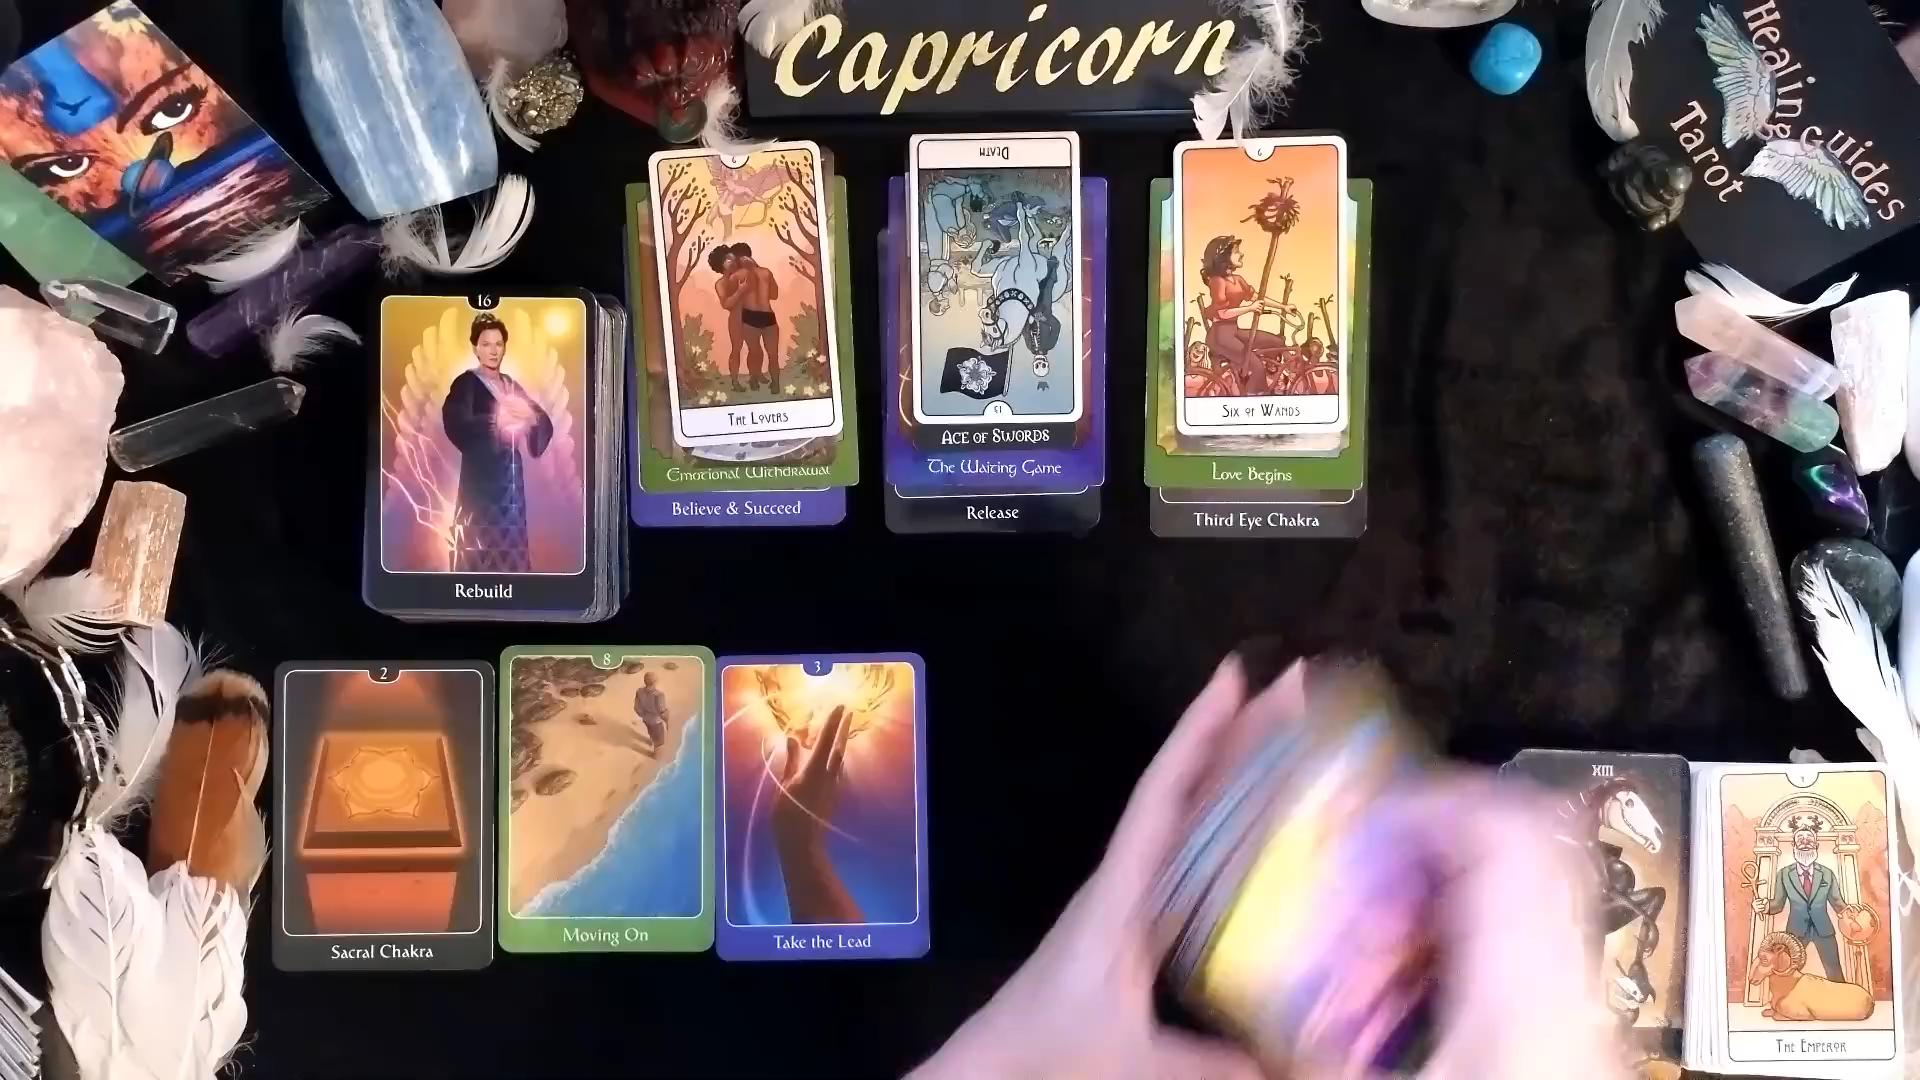 Capricorn
Healing
Guides
Tarot
16
Rebuild
THE LOVERS
Emotional Withdrawal
Believe & Succeed
DEATH
13
ACE OF SWORDS
The Waiting Game
Release
SIX OF WANDS
Love Begins
Third Eye Chakra
2
Sacral Chakra
8
Moving On
3
Take the Lead
XIII
THE EMPEROR